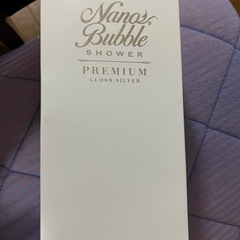 Nano
Bubble
SHOWER
PREMIUM
GLOSS SILVER